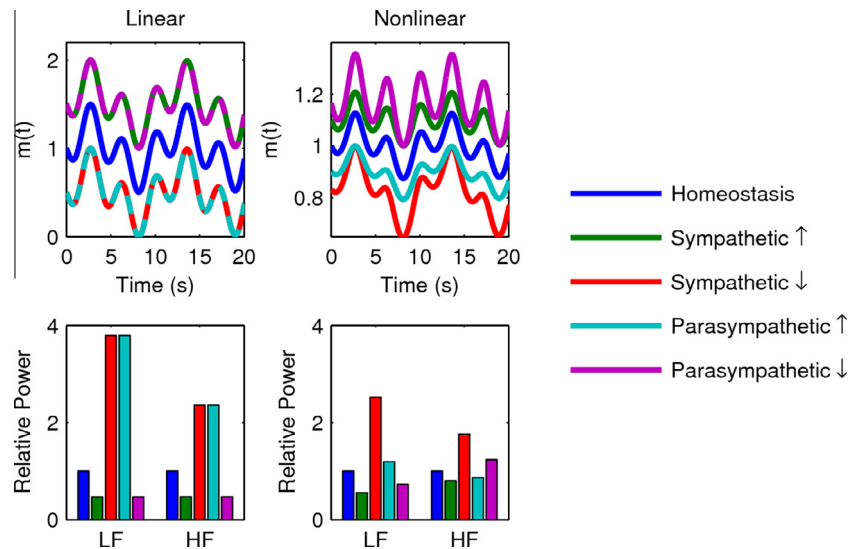 Linear
Nonlinear
m(t)
2
1
0
0 5 10 15 20
Time (s)
m(t)
1.2
1
0.8
0 5 10 15 20
Time (s)
Homeostasis
Sympathetic ↑
Sympathetic ↓
Parasympathetic ↑
Parasympathetic ↓
Relative Power
4
2
0
LF HF
Relative Power
4
2
0
LF HF